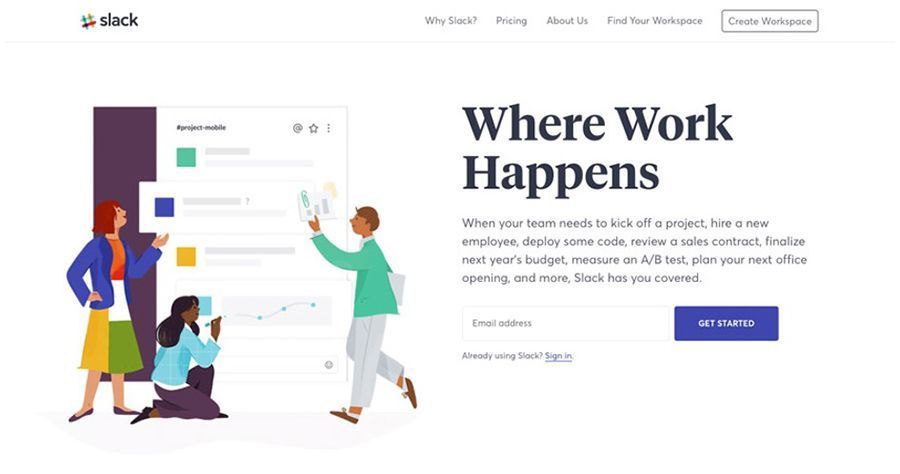 slack
Why Slack?
Pricing
About Us
Find Your Workspace
Create Workspace
#project-mobile
@
?
Where Work
Happens
When your team needs to kick off a project, hire a new
employee, deploy some code, review a sales contract, finalize
next year's budget, measure an A/B test, plan your next office
opening, and more, Slack has you covered.
Email address
GET STARTED
Already using Slack? Sign in.